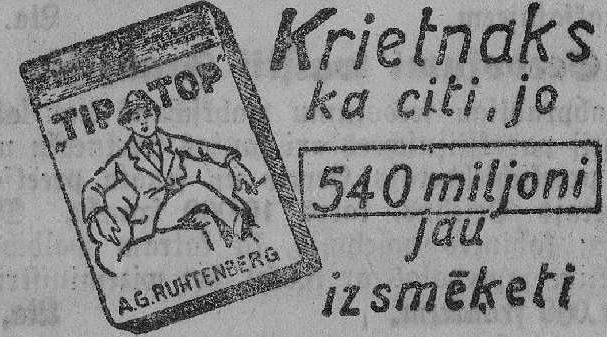 „TIP TOP”
A.G. RUHTENBERG
Krietnaks
ka citi, jo
540 miljoni
jau
izsmēķeti